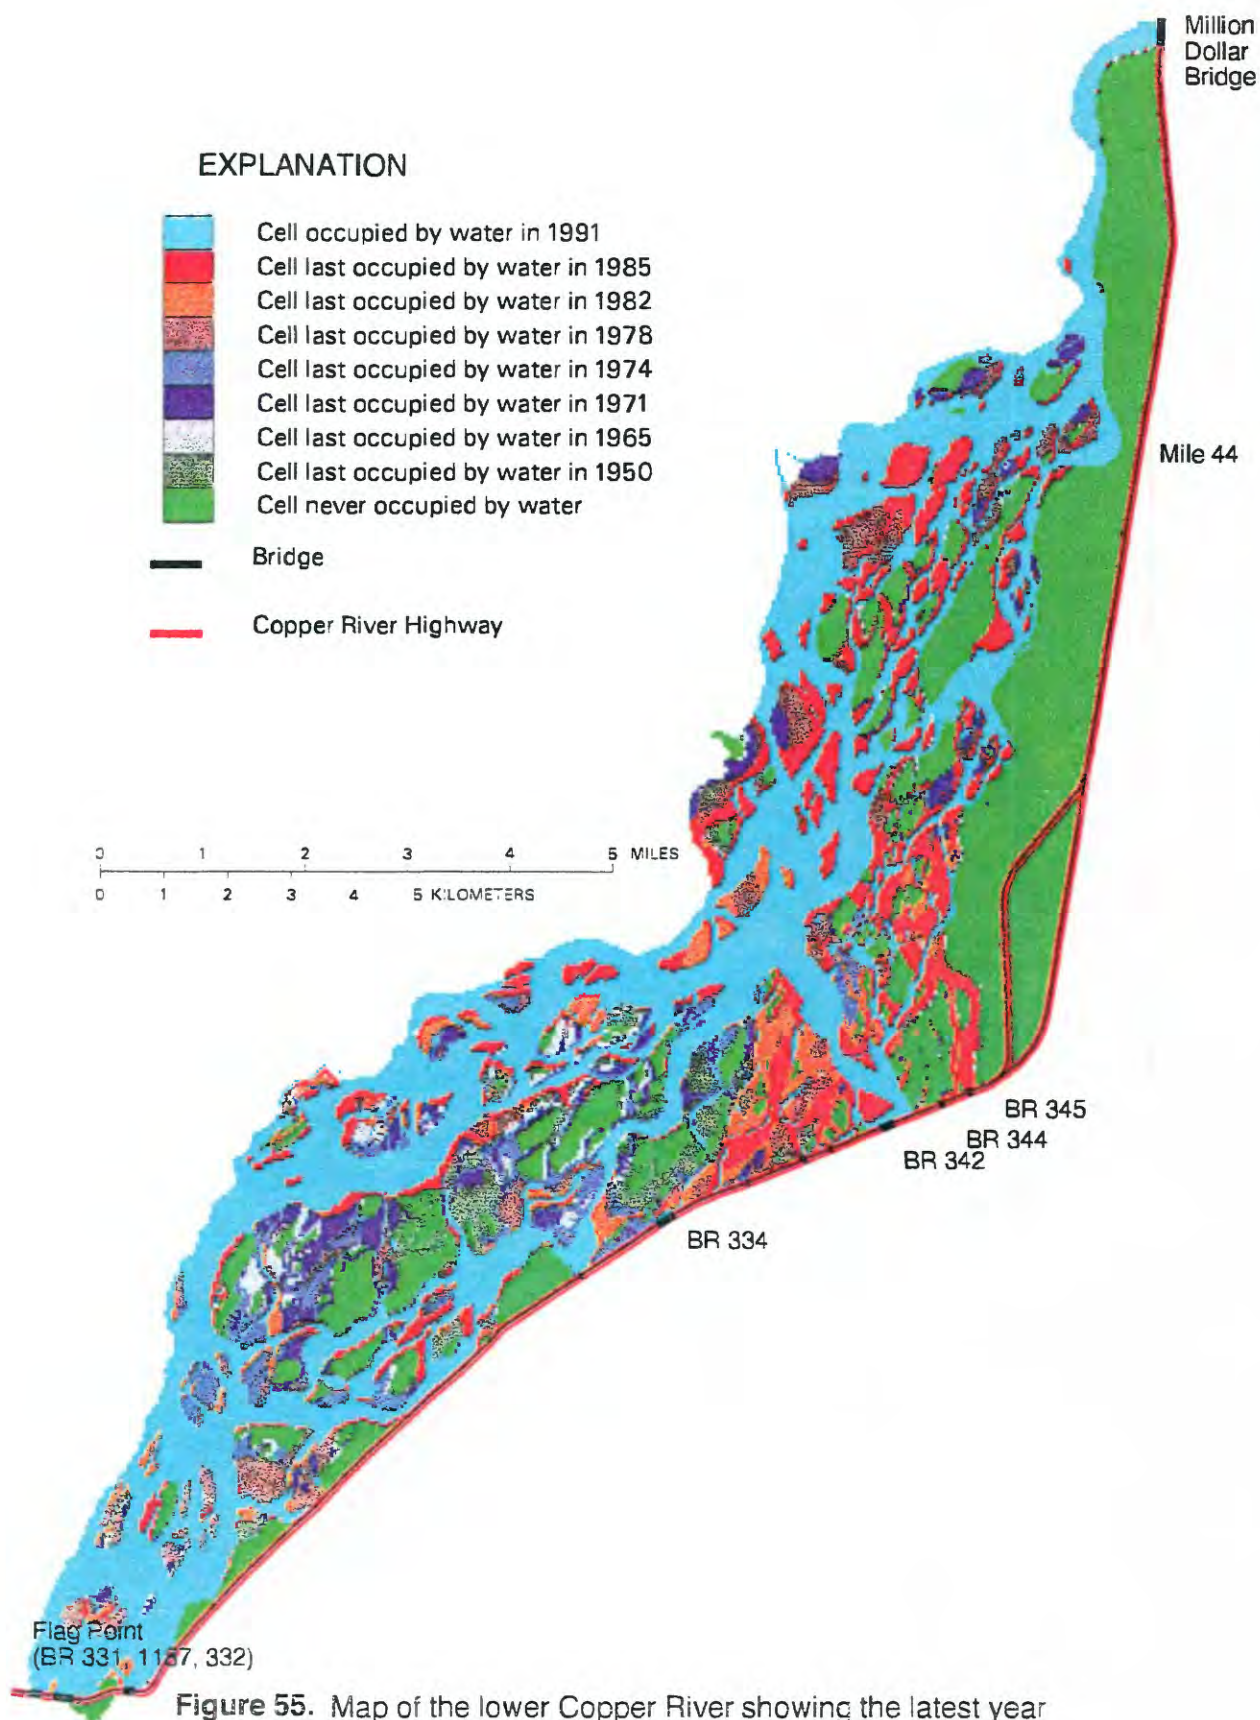 Million
Dollar
Bridge
EXPLANATION
Cell occupied by water in 1991
Cell last occupied by water in 1985
Cell last occupied by water in 1982
Cell last occupied by water in 1978
Cell last occupied by water in 1974
Cell last occupied by water in 1971
Cell last occupied by water in 1965
Cell last occupied by water in 1950
Cell never occupied by water
Bridge
Copper River Highway
Mile 44
0 1 2 3 4 5 MILES
0 1 2 3 4 5 KILOMETERS
BR 345
BR 344
BR 342
BR 334
Flag Point
(BR 331, 1187, 332)
Figure 55. Map of the lower Copper River showing the latest year